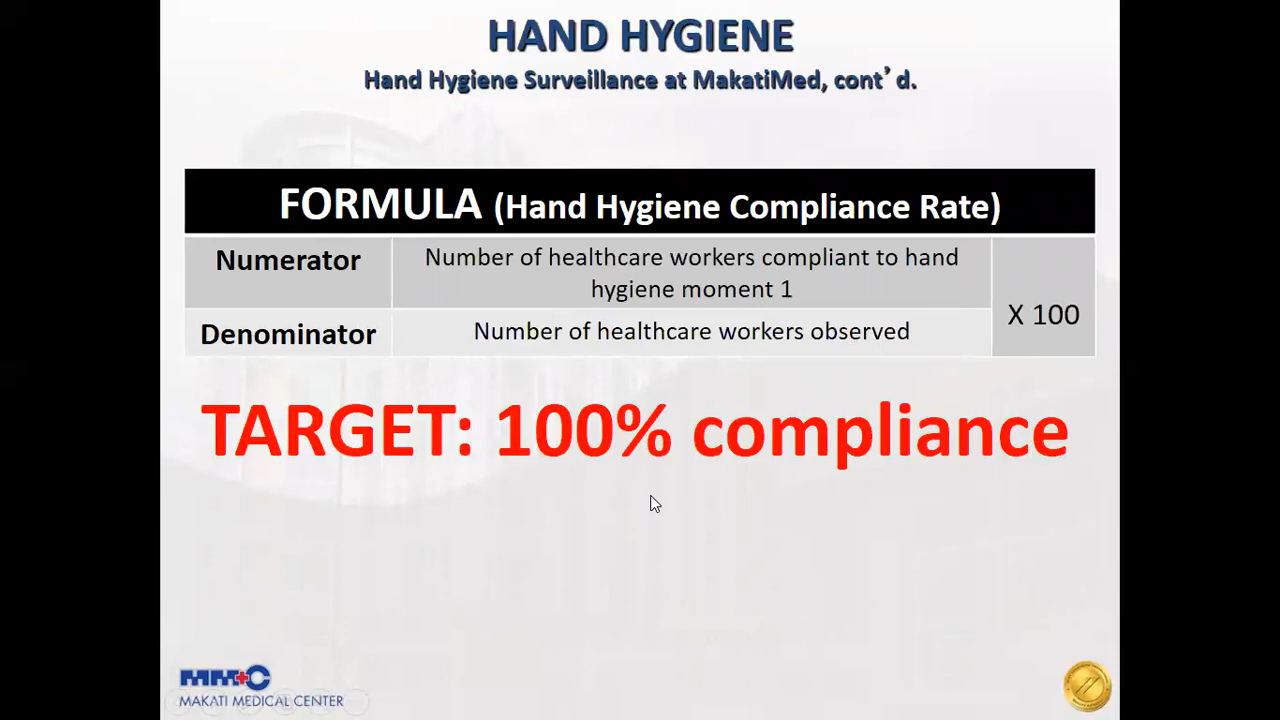 HAND HYGIENE
Hand Hygiene Surveillance at MakatiMed, cont’d.
FORMULA (Hand Hygiene Compliance Rate)
Numerator
Number of healthcare workers compliant to hand
hygiene moment 1
X 100
Denominator
Number of healthcare workers observed
TARGET: 100% compliance
MMC
MAKATI MEDICAL CENTER